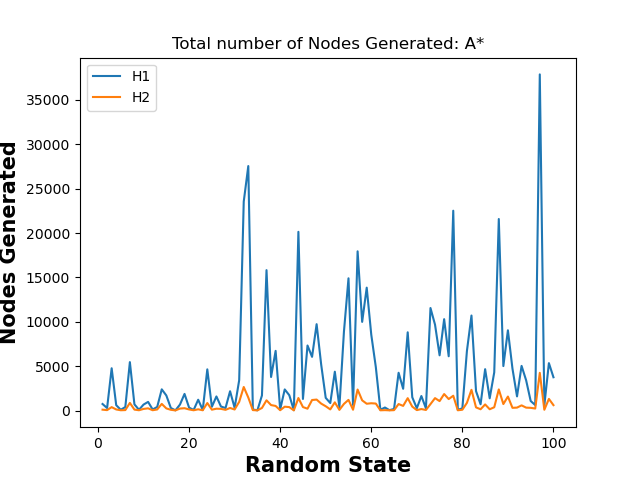 Total number of Nodes Generated: A*
H1
H2
Nodes Generated
35000
30000
25000
20000
15000
10000
5000
0
0 20 40 60 80 100
Random State